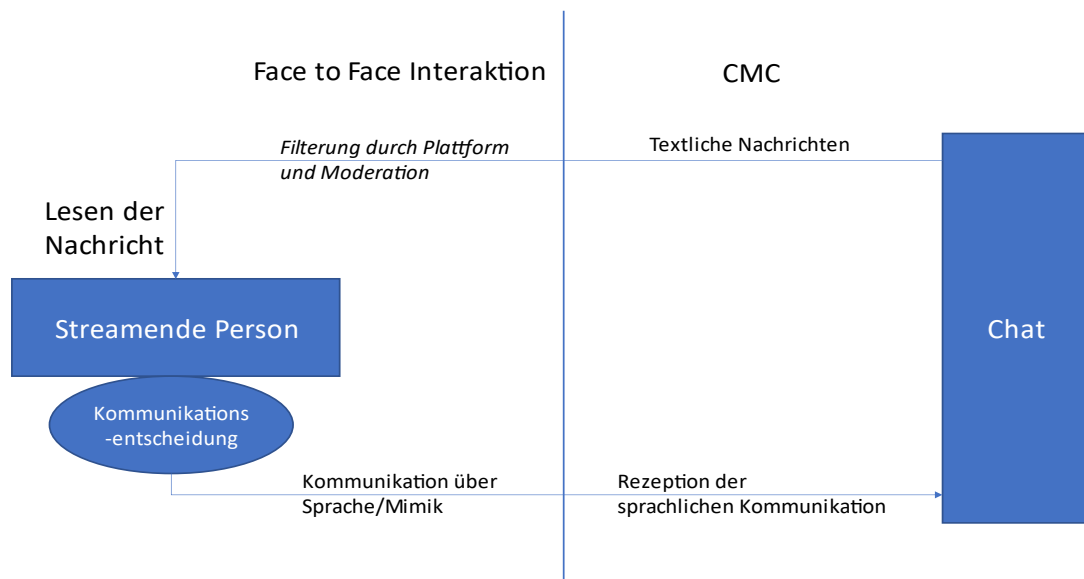 Face to Face Interaktion
CMC
Filterung durch Plattform
und Moderation
Textliche Nachrichten
Lesen der
Nachricht
Streamende Person
Chat
Kommunikations
-entscheidung
Kommunikation über
Sprache/Mimik
Rezeption der
sprachlichen Kommunikation